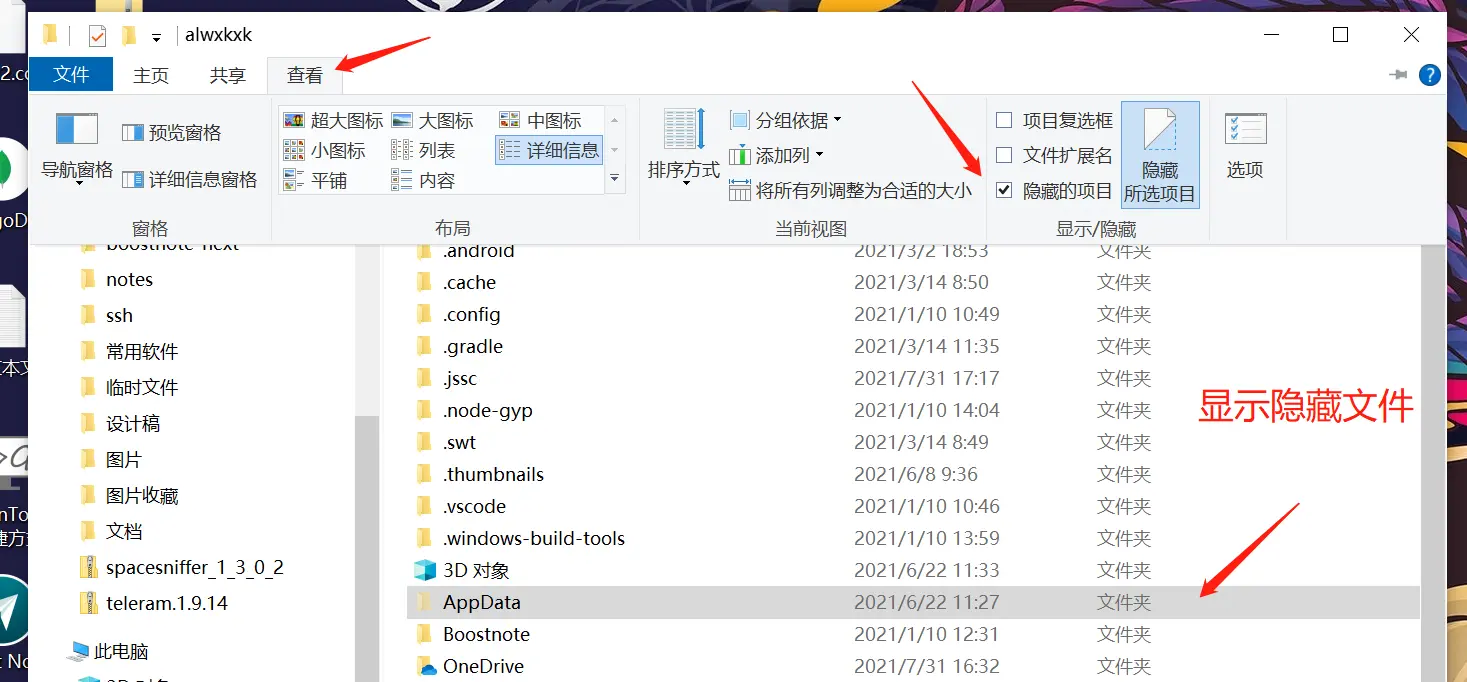 alwxkxk
文件 主页 共享 查看
导航窗格
预览窗格
详细信息窗格
窗格
超大图标 大图标 中图标
小图标 列表 详细信息
平铺 内容
布局
排序方式
分组依据
添加列
将所有列调整为合适的大小
当前视图
项目复选框
文件扩展名
隐藏的项目
隐藏
所选项目
显示/隐藏
选项
boostnote-next
notes
ssh
常用软件
临时文件
设计稿
图片
图片收藏
文档
spacesniffer_1_3_0_2
teleram.1.9.14
此电脑
3D 对象
.android 2021/3/2 18:53 文件夹
.cache 2021/3/14 8:50 文件夹
.config 2021/1/10 10:49 文件夹
.gradle 2021/3/14 11:35 文件夹
.jssc 2021/7/31 17:17 文件夹
.node-gyp 2021/1/10 14:04 文件夹
.swt 2021/3/14 8:49 文件夹
.thumbnails 2021/6/8 9:36 文件夹
.vscode 2021/1/10 10:46 文件夹
.windows-build-tools 2021/1/10 13:59 文件夹
3D 对象 2021/6/22 11:33 文件夹
AppData 2021/6/22 11:27 文件夹
Boostnote 2021/1/10 12:31 文件夹
OneDrive 2021/7/31 16:32 文件夹
显示隐藏文件